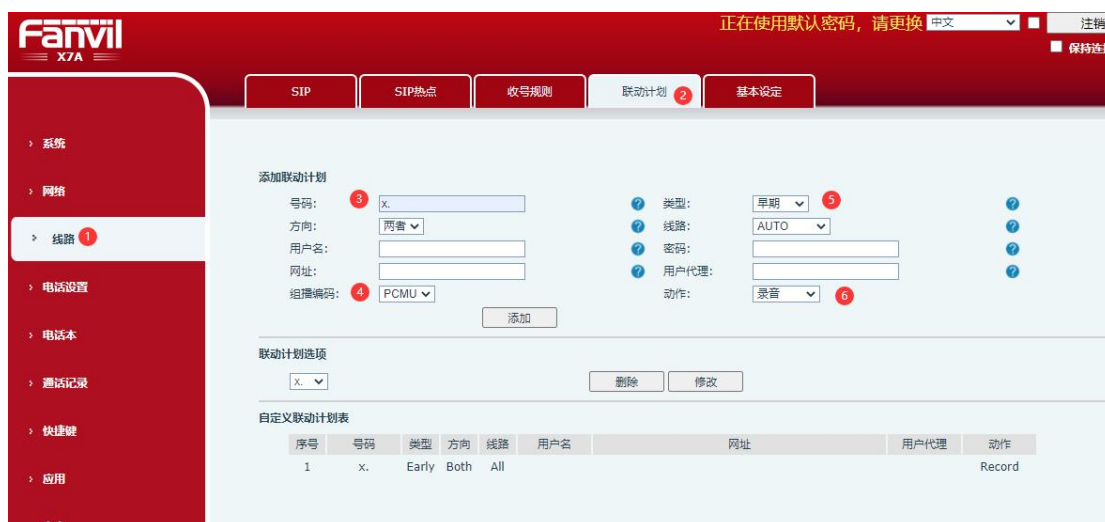 Fanvil
X7A
正在使用默认密码，请更换 中文 注销
保持连接
SIP SIP热点 收号规则 联动计划 2 基本设定
系统
网络
线路 1
电话设置
电话本
通话记录
快捷键
应用
添加联动计划
号码: 3 x. ? 类型: 早期 5 ?
方向: 两者 ? 线路: AUTO ?
用户名: ? 密码: ?
网址: ? 用户代理: ?
组播编码: 4 PCMU 动作: 录音 6
添加
联动计划选项
x. 删除 修改
自定义联动计划表
序号 号码 类型 方向 线路 用户名 网址 用户代理 动作
1 x. Early Both All Record